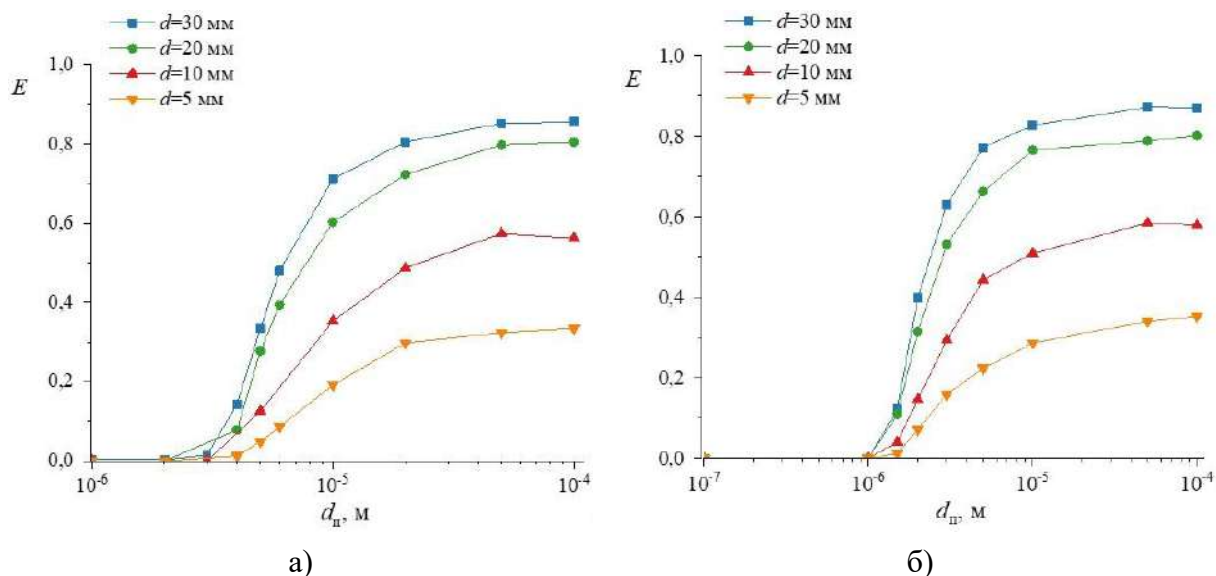 d=30 мм
d=20 мм
d=10 мм
d=5 мм
E
1,0
0,8
0,6
0,4
0,2
0,0
10⁻⁶
10⁻⁵
10⁻⁴
dп, м
а)
d=30 мм
d=20 мм
d=10 мм
d=5 мм
E
1,0
0,8
0,6
0,4
0,2
0,0
10⁻⁷
10⁻⁶
10⁻⁵
10⁻⁴
dп, м
б)